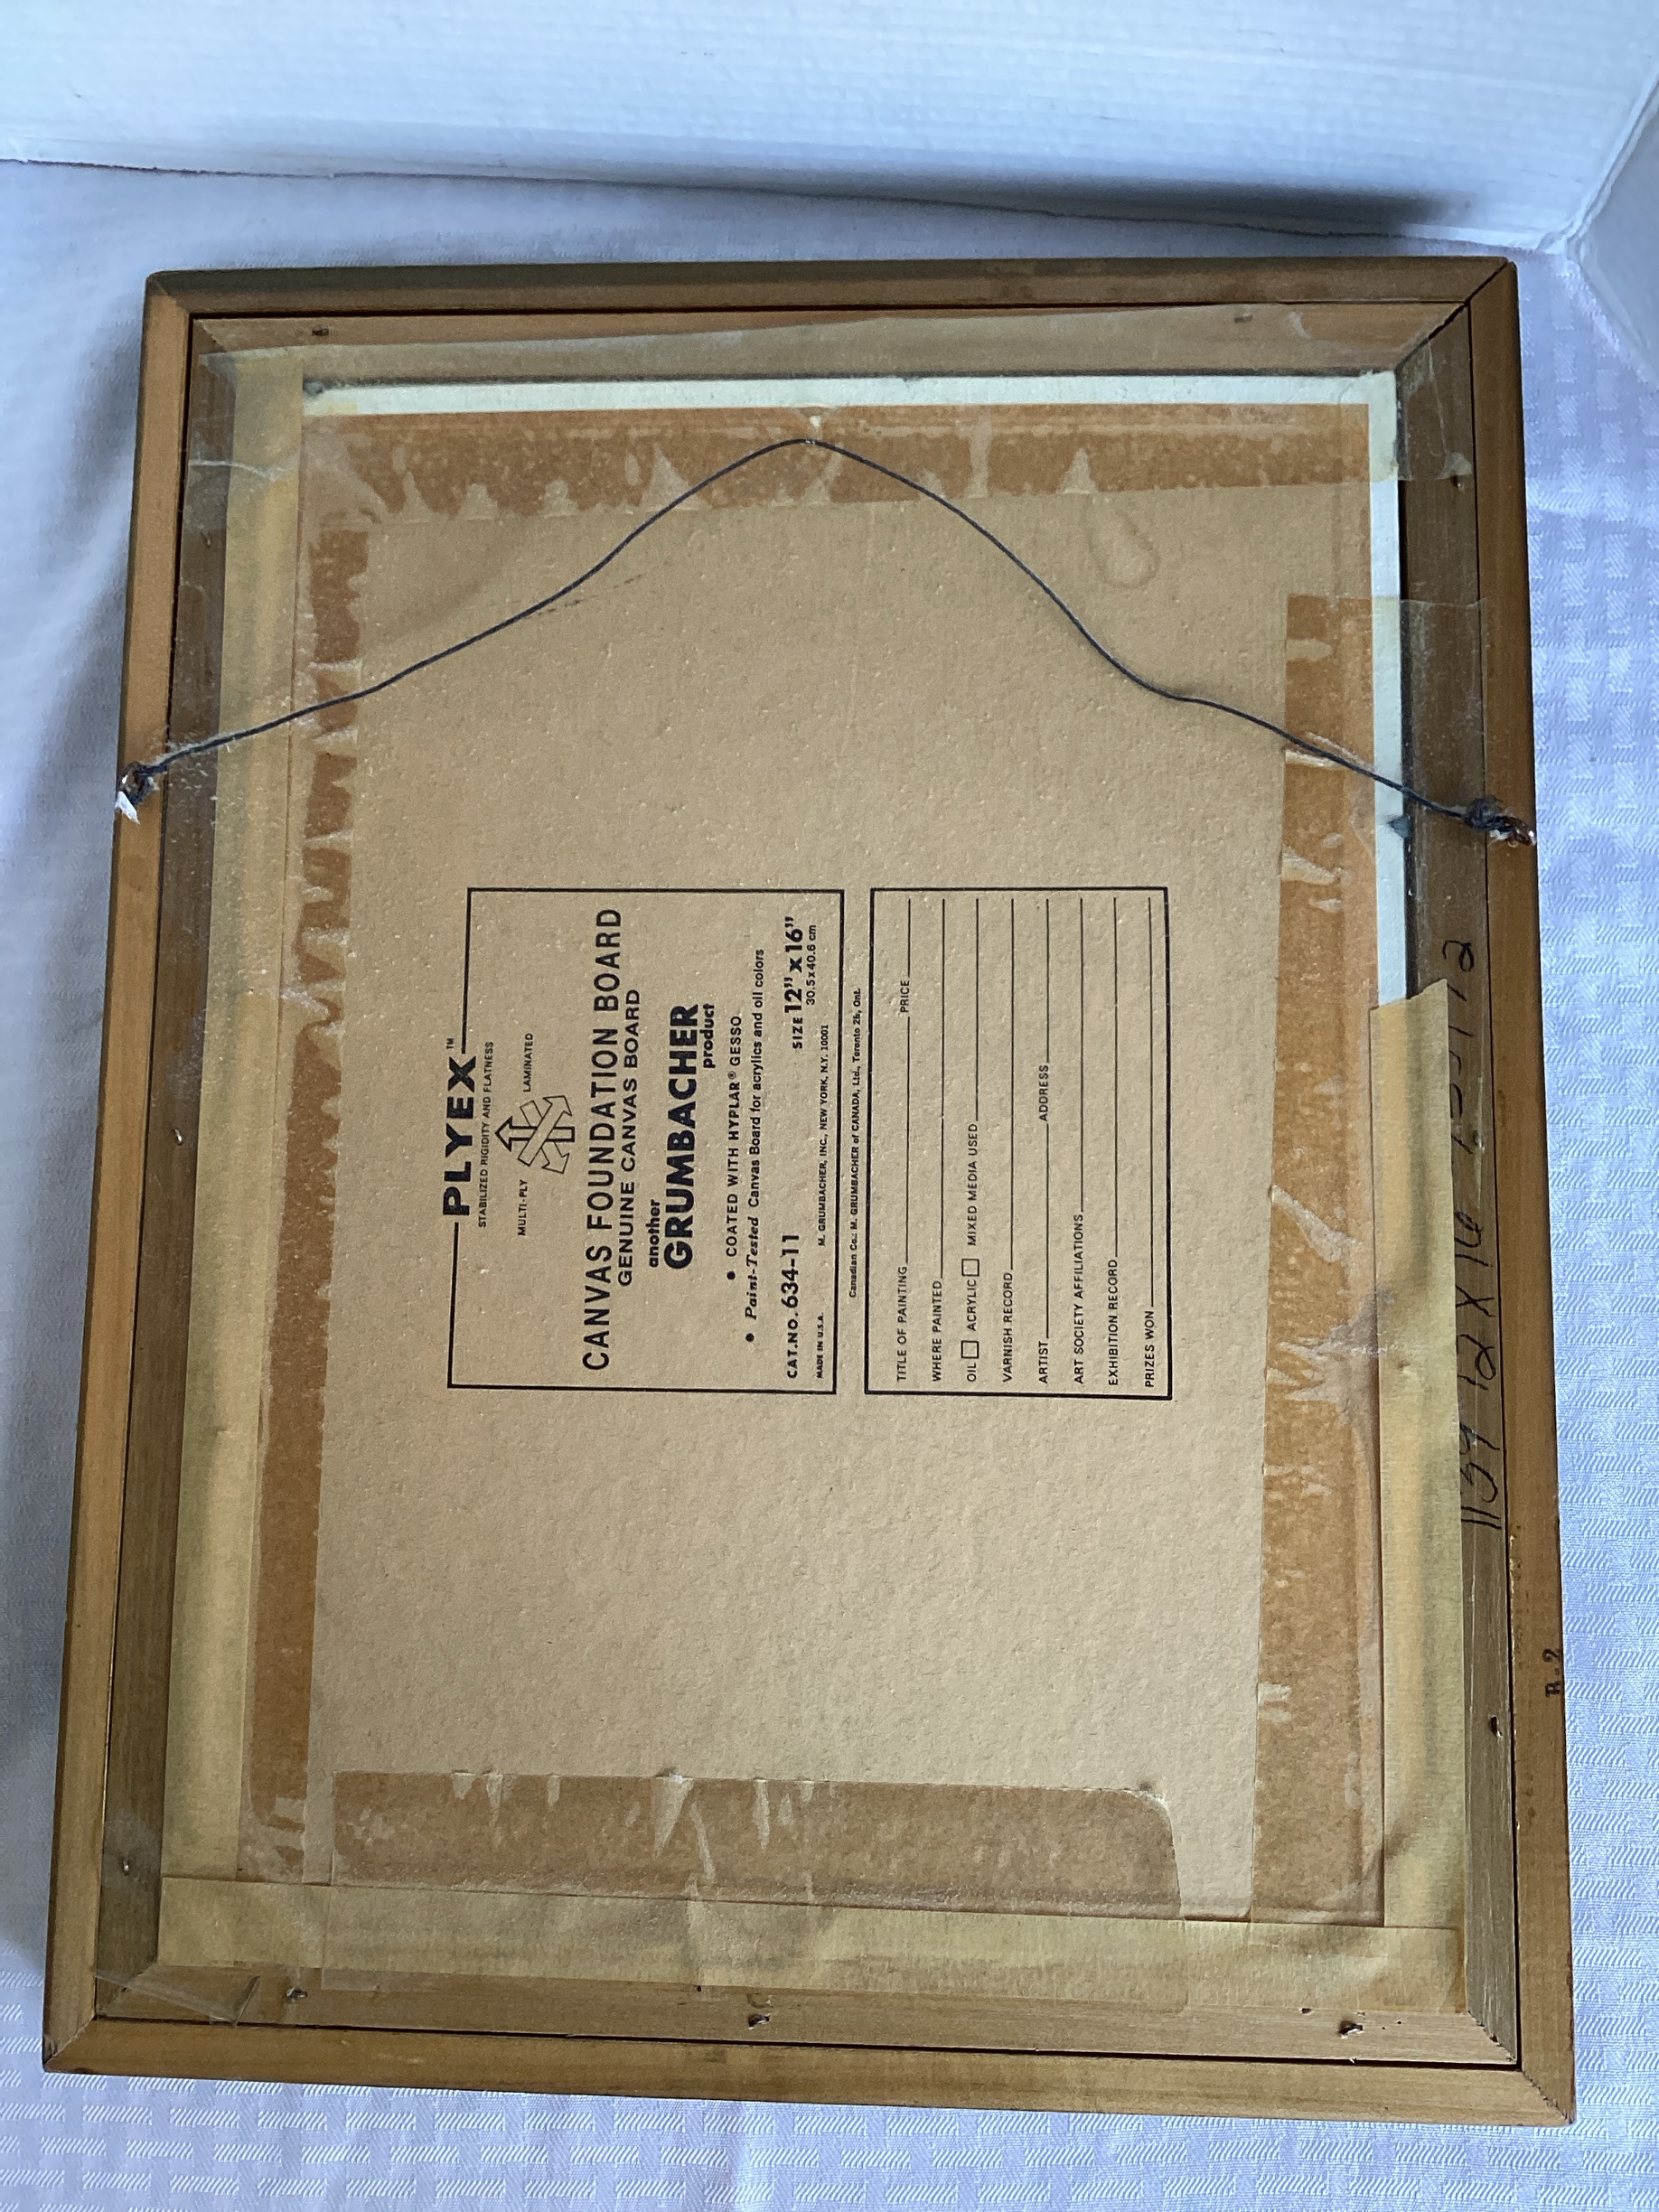 PLYEX™
STABILIZED RIGIDITY AND FLATNESS
MULTI-PLY LAMINATED
CANVAS FOUNDATION BOARD
GENUINE CANVAS BOARD
another
GRUMBACHER
product
• COATED WITH HYPLAR® GESSO
• Paint-Tested Canvas Board for acrylics and oil colors
CAT.NO.634-11 SIZE 12" x 16"
30.5x40.6 cm
MADE IN U.S.A. M. GRUMBACHER, INC., NEW YORK, N.Y. 10001
Canadian Co.: M. GRUMBACHER of CANADA, Ltd., Toronto 2b, Ont.
TITLE OF PAINTING PRICE
WHERE PAINTED
OIL ACRYLIC MIXED MEDIA USED
VARNISH RECORD
ARTIST ADDRESS
ART SOCIETY AFFILIATIONS
EXHIBITION RECORD
PRIZES WON
12 X 16
B-2